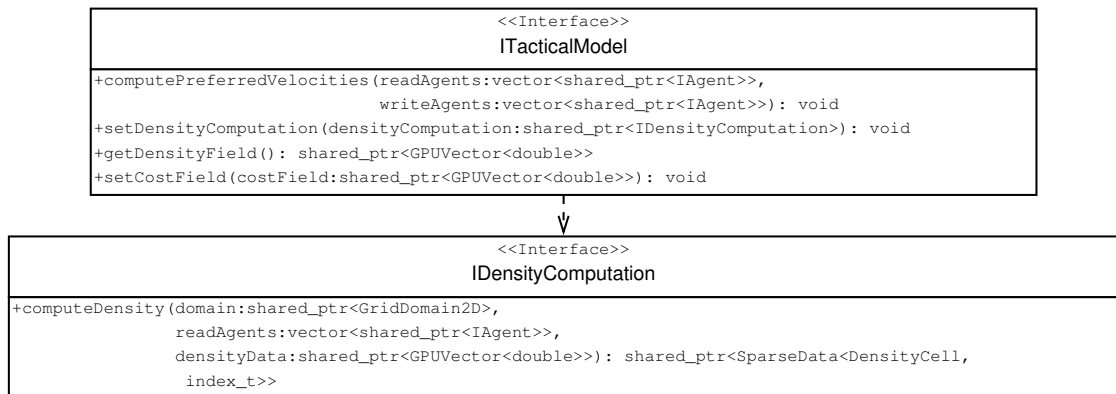 <<Interface>>
ITacticalModel
+computePreferredVelocities(readAgents:vector<shared_ptr<IAgent>>,
writeAgents:vector<shared_ptr<IAgent>>): void
+setDensityComputation(densityComputation:shared_ptr<IDensityComputation>): void
+getDensityField(): shared_ptr<GPUVector<double>>
+setCostField(costField:shared_ptr<GPUVector<double>>): void
<<Interface>>
IDensityComputation
+computeDensity(domain:shared_ptr<GridDomain2D>,
readAgents:vector<shared_ptr<IAgent>>,
densityData:shared_ptr<GPUVector<double>>): shared_ptr<SparseData<DensityCell,
index_t>>